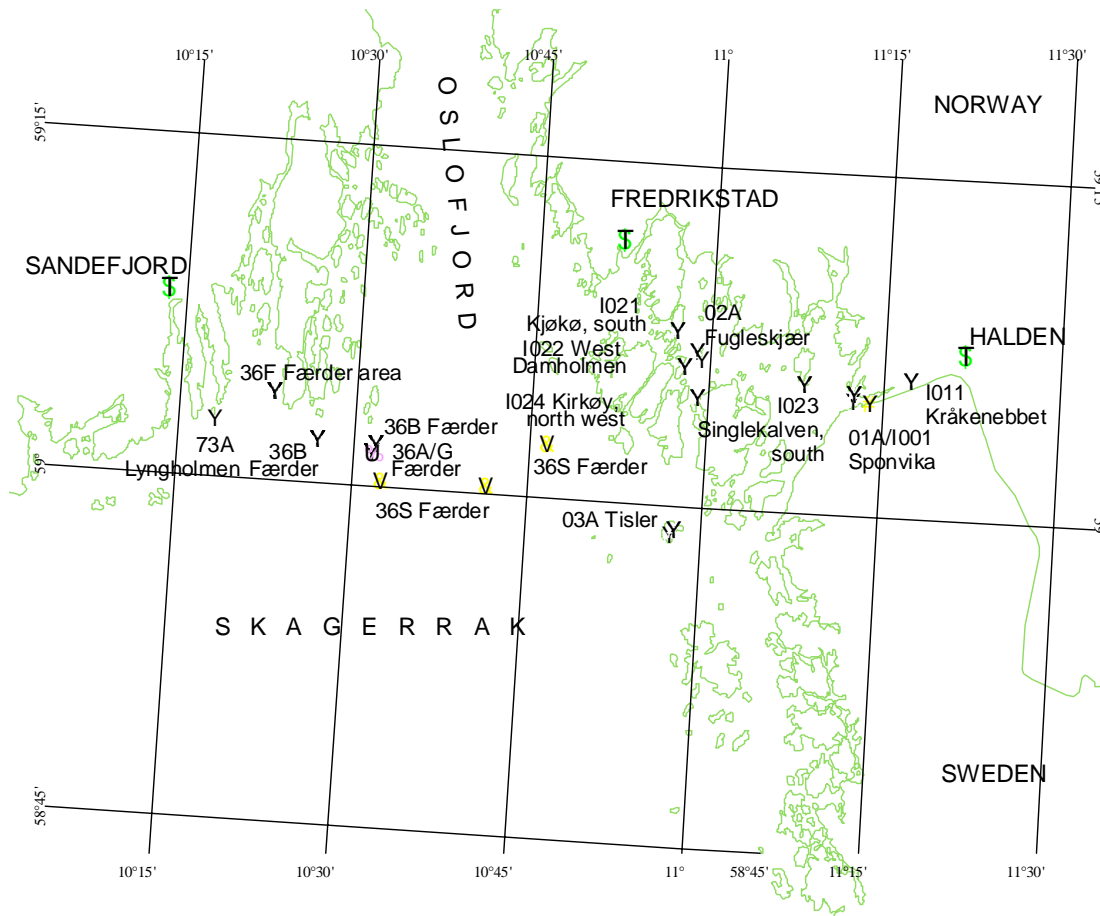 10°15'
10°30'
10°45'
11°
11°15'
11°30'
59°15'
NORWAY
OSLOFJORD
FREDRIKSTAD
SANDEFJORD
I021
Kjøkø, south
02A
Fugleskjær
I022 West
Damholmen
HALDEN
36F Færder area
I024 Kirkøy,
north west
I023
Singlekalven,
south
I011
Kråkenebbet
73A
Lyngholmen
36B
Færder
36B Færder
36A/G
Færder
36S Færder
01A/I001
Sponvika
59°
36S Færder
03A Tisler
SKAGERRAK
SWEDEN
58°45'
10°15'
10°30'
10°45'
11°
58°45'
11°15'
11°30'